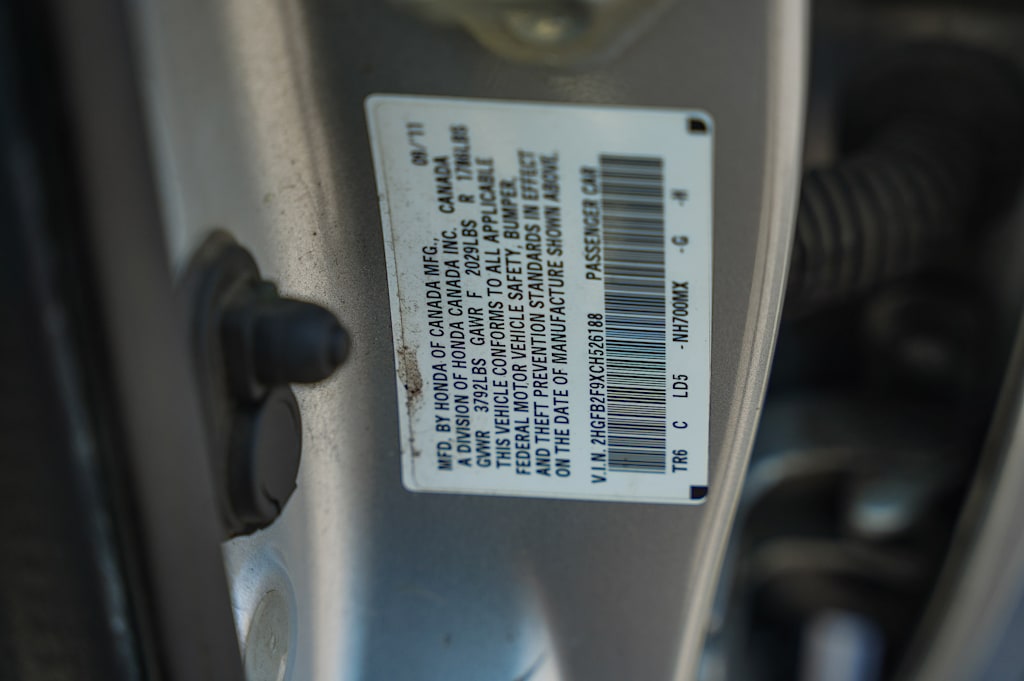 MFD. BY HONDA OF CANADA MFG., 09/11
A DIVISION OF HONDA CANADA INC. CANADA
GVWR 3792LBS GAWR F 2029LBS R 1786LBS
THIS VEHICLE CONFORMS TO ALL APPLICABLE
FEDERAL MOTOR VEHICLE SAFETY, BUMPER,
AND THEFT PREVENTION STANDARDS IN EFFECT
ON THE DATE OF MANUFACTURE SHOWN ABOVE.
V.I.N. 2HGFB2F9XCH526188 PASSENGER CAR
TR6 C LD5 -NH700MX -G -H